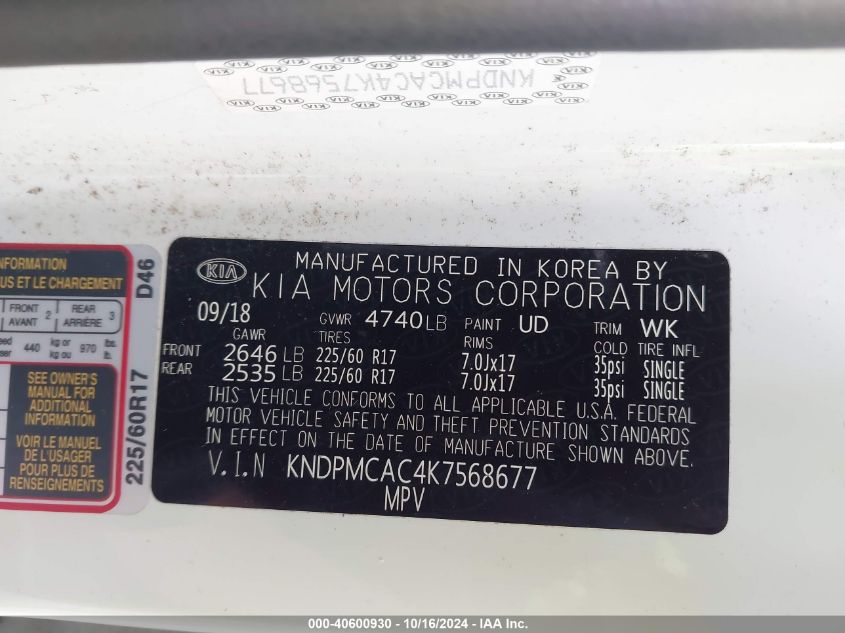 KNDPMCAC4K7568677
KIA
MANUFACTURED IN KOREA BY
KIA MOTORS CORPORATION
09/18 GVWR 4740LB PAINT UD TRIM WK
GAWR TIRES RIMS COLD TIRE INFL
FRONT 2646 LB 225/60 R17 7.0Jx17 35psi SINGLE
REAR 2535 LB 225/60 R17 7.0Jx17 35psi SINGLE
THIS VEHICLE CONFORMS TO ALL APPLICABLE U.S.A. FEDERAL
MOTOR VEHICLE SAFETY AND THEFT PREVENTION STANDARDS
IN EFFECT ON THE DATE OF MANUFACTURE SHOWN ABOVE.
V.I.N KNDPMCAC4K7568677
MPV
INFORMATION
US ET LE CHARGEMENT
FRONT 2 REAR 3
AVANT ARRIÈRE
440 kg or 970 lbs.
kg ou lb.
SEE OWNER'S
MANUAL FOR
ADDITIONAL
INFORMATION
VOIR LE MANUEL
DE L'USAGER
POUR PLUS DE
RENSEIGNEMENTS
225/60R17 D46
000-40600930 - 10/16/2024 - IAA Inc.